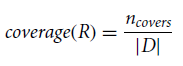 coverage(R) = n_covers / |D|